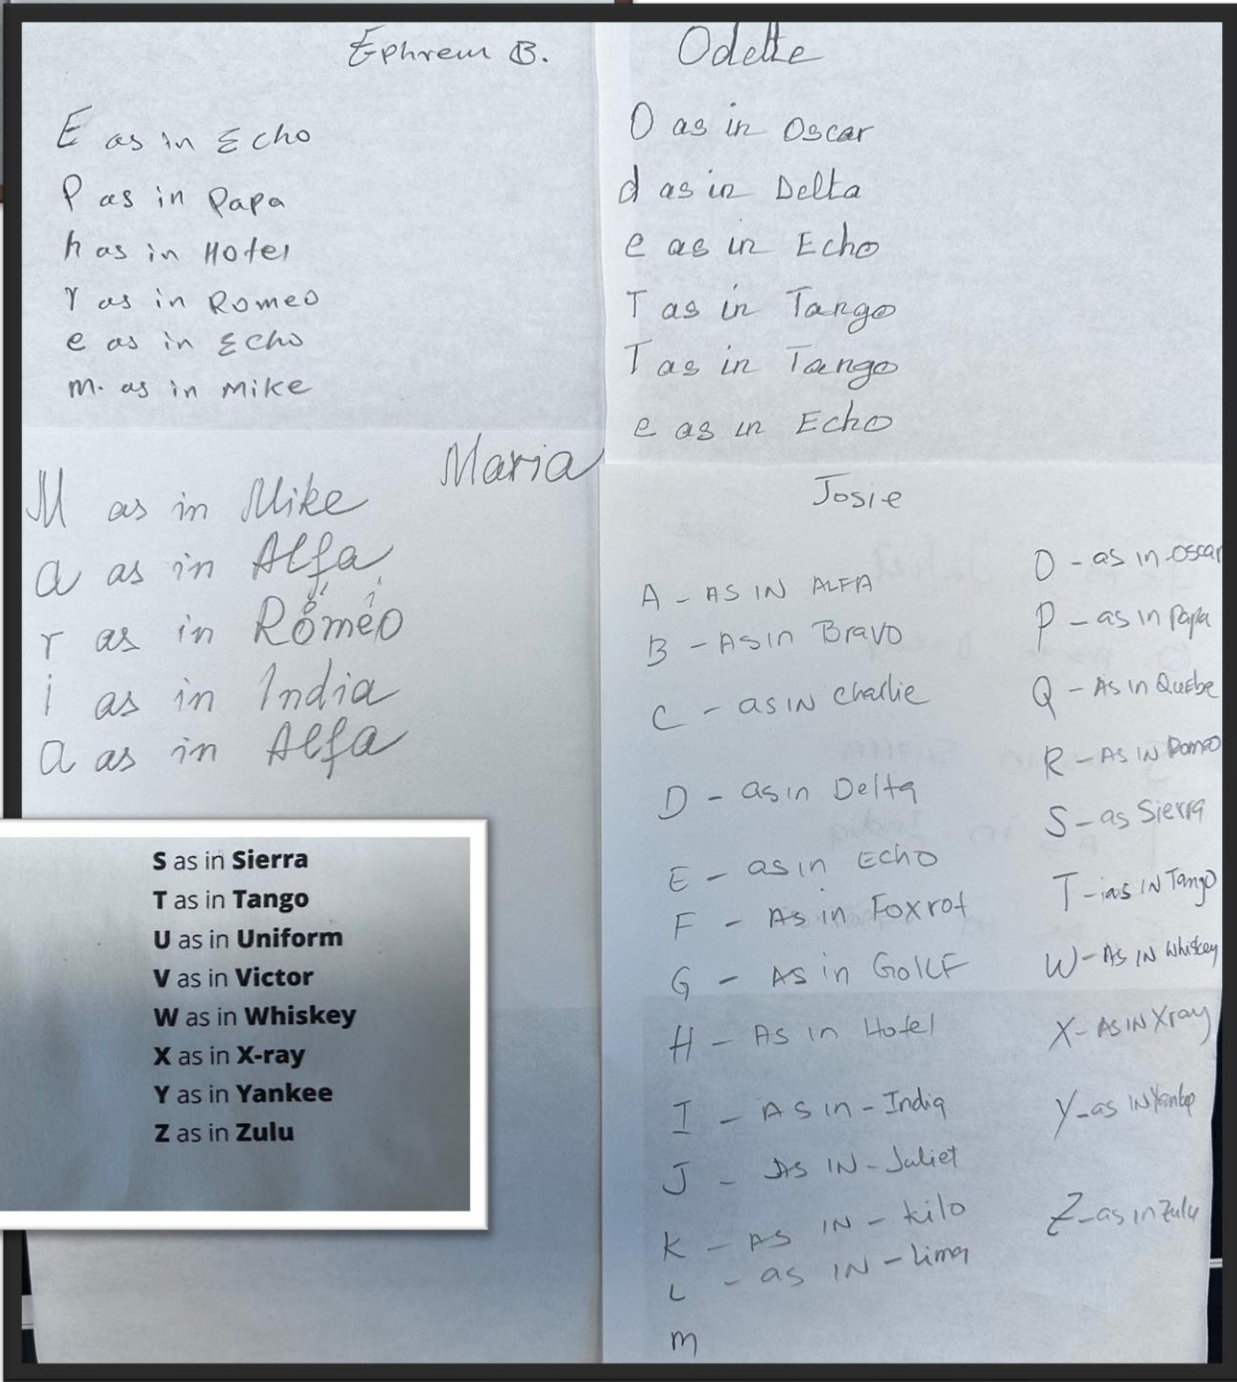 Ephrem B.
E as in Echo
P as in Papa
h as in Hotel
r as in Romeo
e as in Echo
m. as in Mike
Odette
O as in Oscar
d as in Delta
e as in Echo
T as in Tango
T as in Tango
e as in Echo
Maria
M as in Mike
a as in Alfa
r as in Roméo
i as in India
a as in Alfa
S as in Sierra
T as in Tango
U as in Uniform
V as in Victor
W as in Whiskey
X as in X-ray
Y as in Yankee
Z as in Zulu
Josie
A - AS IN ALFA
B - AS in Bravo
C - as IN Charlie
D - as in Delta
E - as in Echo
F - As in Foxrot
G - As in
H - As in Hotel
I - As in - India
J - As IN - Juliet
K - As IN - kilo
L - as IN - Lima
m
O - as in - oscar
P - as in papa
Q - As in Quebe
R - As IN Romeo
S - as Sierra
T - as IN Tango
W - As IN Whiskey
X - As IN Xray
Y - as IN
Z - as in Zulu